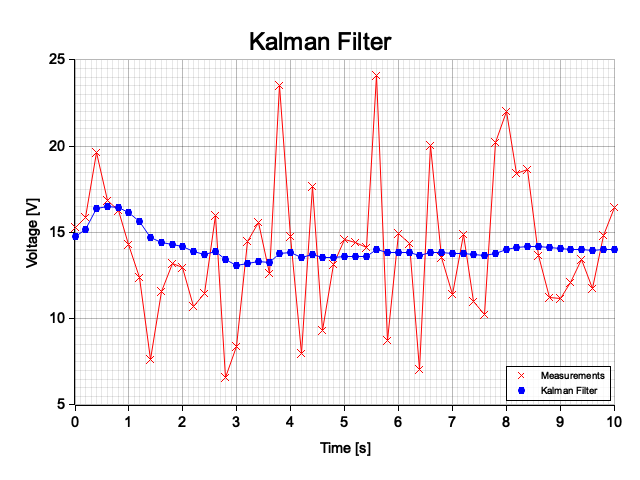 Kalman Filter
Voltage [V]
25
20
15
10
5
0 1 2 3 4 5 6 7 8 9 10
Time [s]
Measurements
Kalman Filter